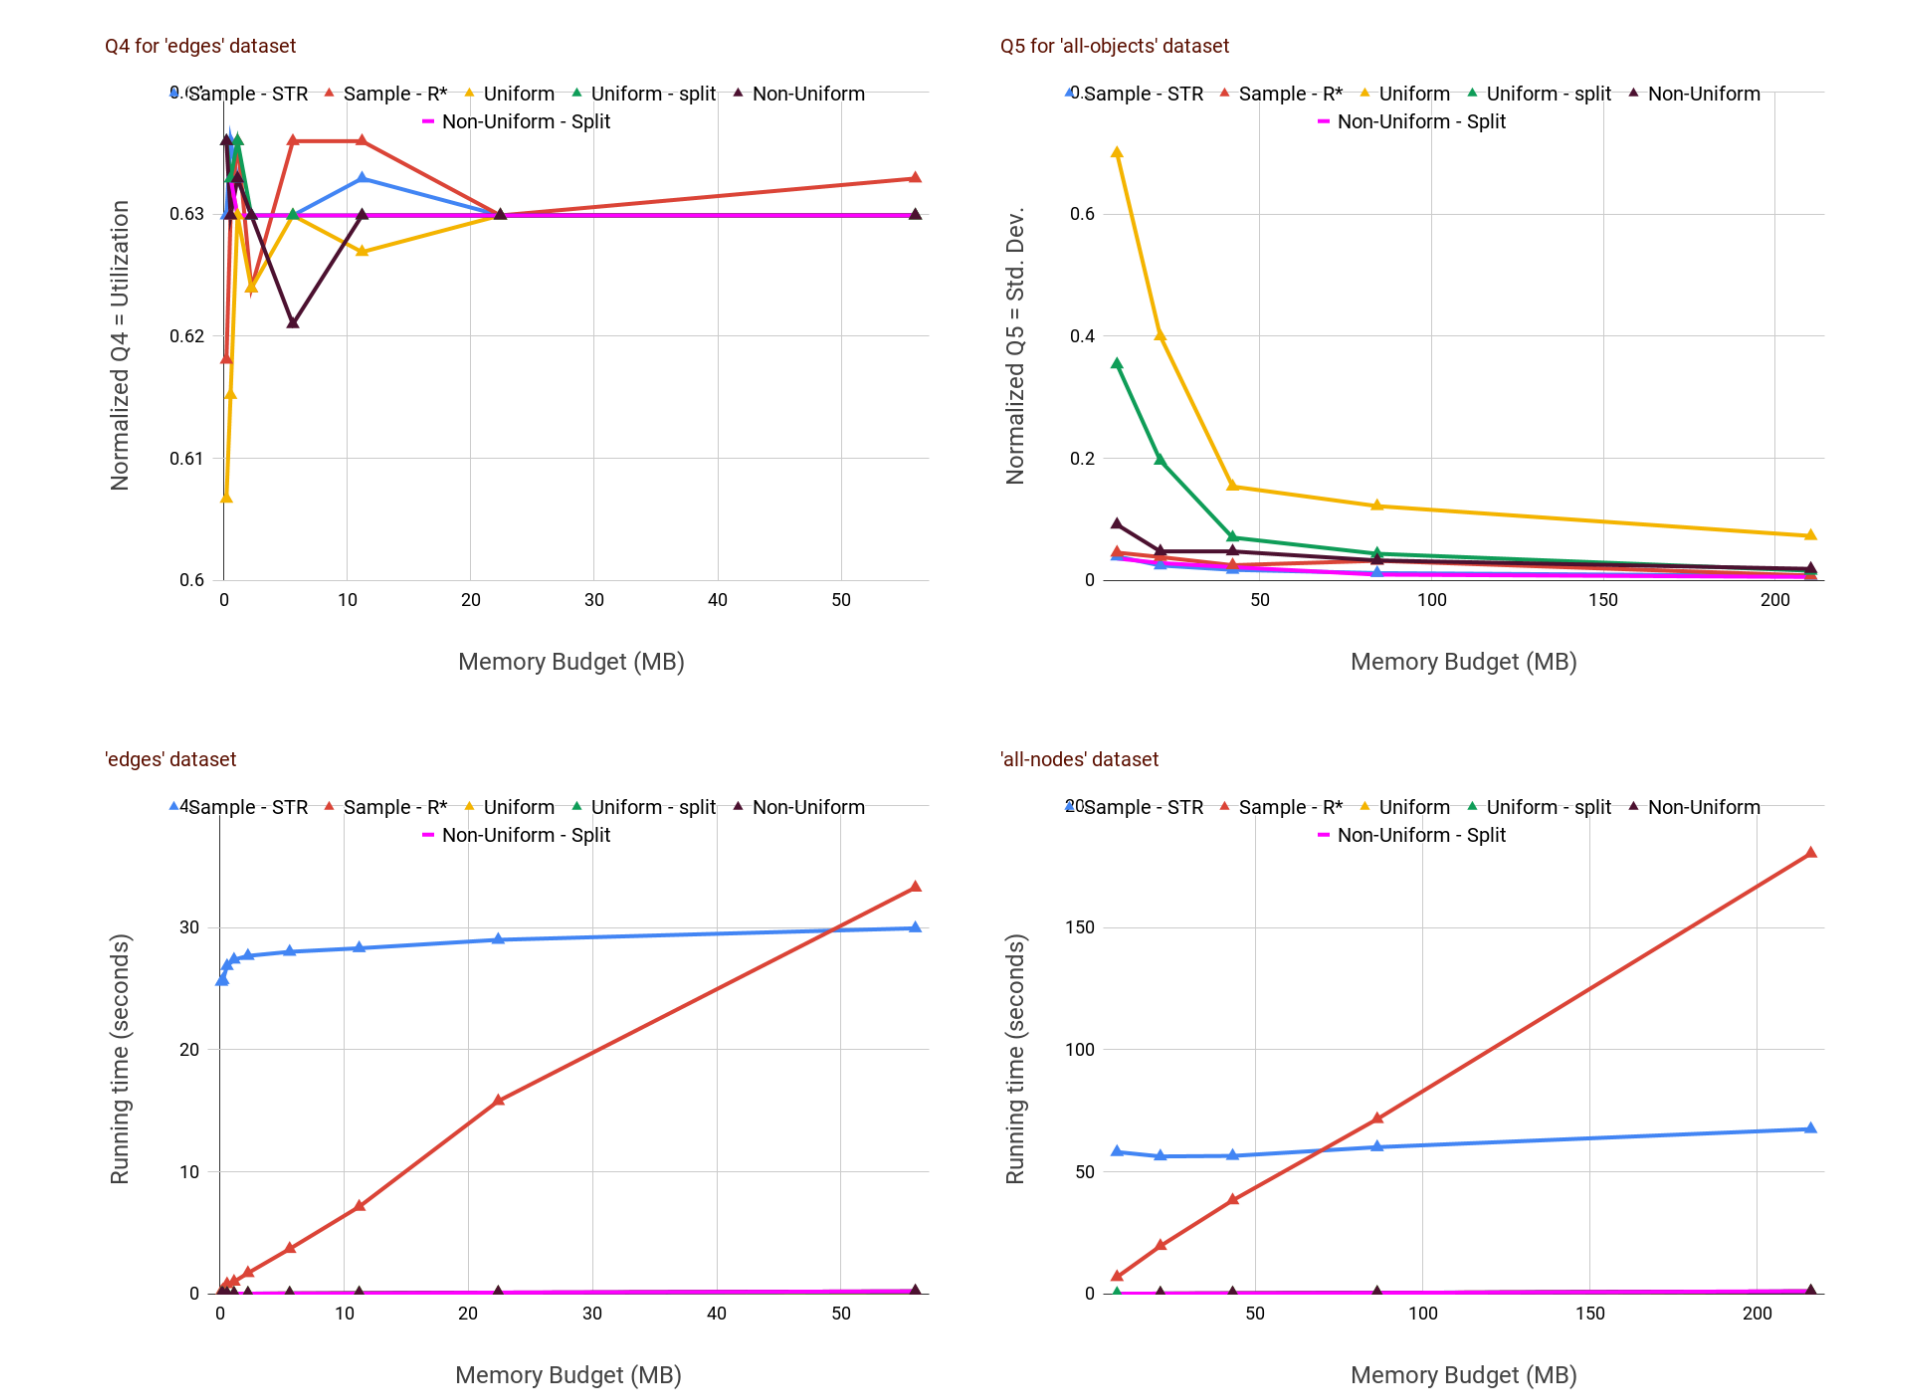 Q4 for 'edges' dataset
Sample - STR Sample - R* Uniform Uniform - split Non-Uniform
Non-Uniform - Split
0.63
0.62
0.61
0.6
Normalized Q4 = Utilization
0 10 20 30 40 50
Memory Budget (MB)
Q5 for 'all-objects' dataset
Sample - STR Sample - R* Uniform Uniform - split Non-Uniform
Non-Uniform - Split
0.6
0.4
0.2
0
Normalized Q5 = Std. Dev.
50 100 150 200
Memory Budget (MB)
'edges' dataset
Sample - STR Sample - R* Uniform Uniform - split Non-Uniform
Non-Uniform - Split
30
20
10
0
Running time (seconds)
0 10 20 30 40 50
Memory Budget (MB)
'all-nodes' dataset
Sample - STR Sample - R* Uniform Uniform - split Non-Uniform
Non-Uniform - Split
150
100
50
0
Running time (seconds)
50 100 150 200
Memory Budget (MB)